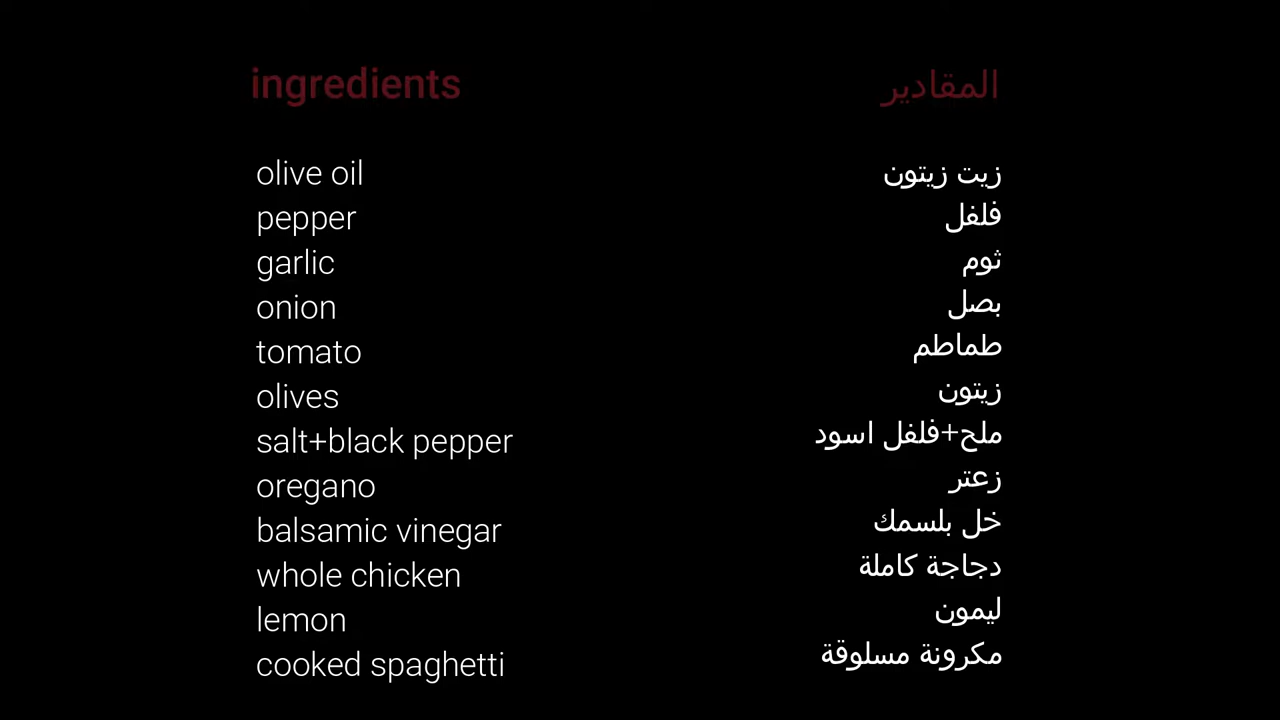 ingredients
olive oil
pepper
garlic
onion
tomato
olives
salt+black pepper
oregano
balsamic vinegar
whole chicken
lemon
cooked spaghetti
المقادير
زيت زيتون
فلفل
ثوم
بصل
طماطم
زيتون
ملح+فلفل اسود
زعتر
خل بلسمك
دجاجة كاملة
ليمون
مكرونة مسلوقة